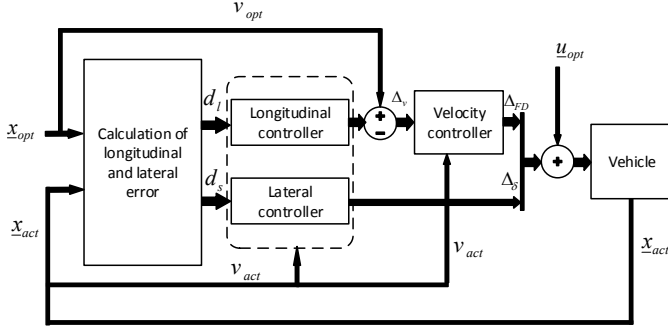 v_opt
u_opt
x_opt
d_l
Longitudinal
controller
+
−
Δ_v
Velocity
controller
Δ_FD
Calculation of
longitudinal
and lateral
error
+
Vehicle
d_s
Lateral
controller
Δ_δ
x_act
v_act
v_act
x_act